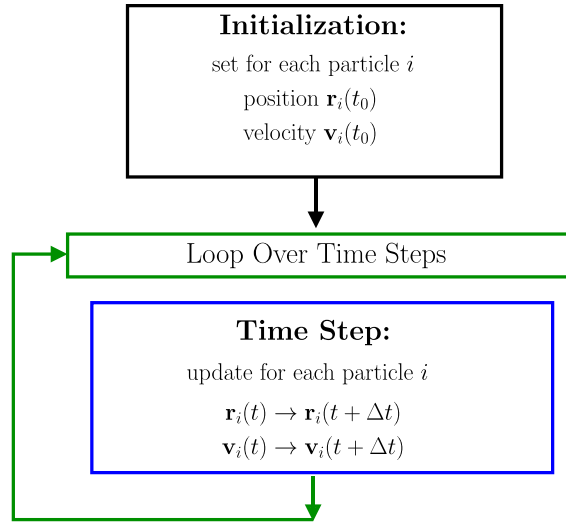 Initialization:
set for each particle i
position r_i(t_0)
velocity v_i(t_0)
Loop Over Time Steps
Time Step:
update for each particle i
r_i(t) → r_i(t + Δt)
v_i(t) → v_i(t + Δt)